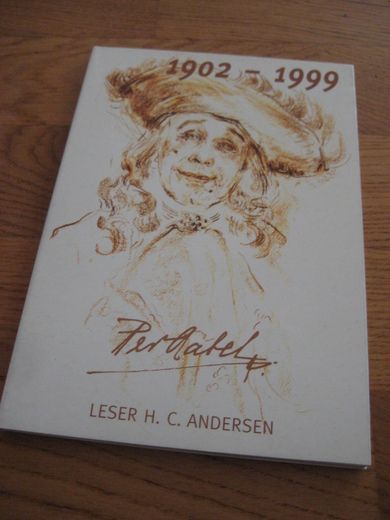 1902 – 1999
Per Aabel
LESER H. C. ANDERSEN